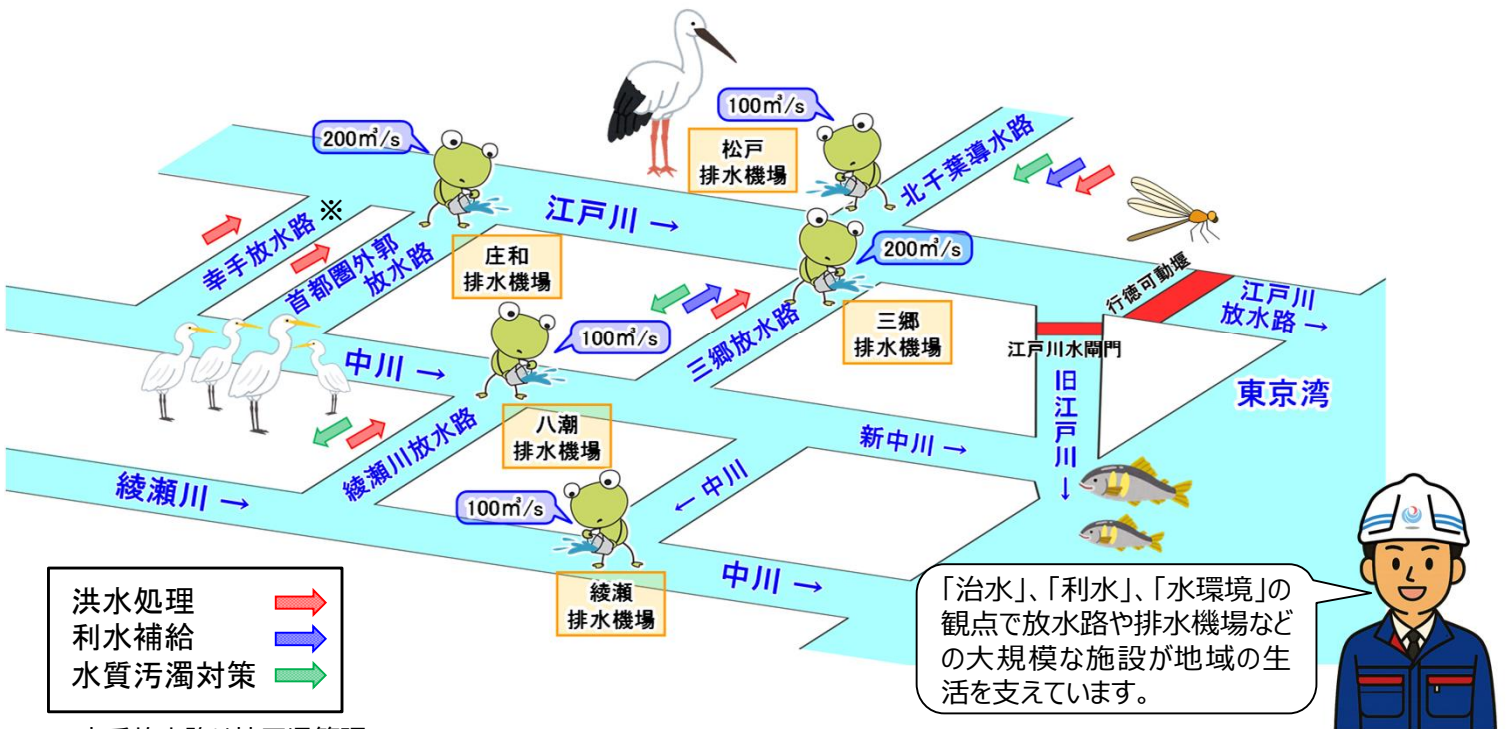 200㎥/s
100㎥/s
松戸
排水機場
北千葉導水路
江戸川 →
幸手放水路※
首都圏外郭
放水路
庄和
排水機場
200㎥/s
三郷
排水機場
行徳可動堰
江戸川
放水路→
江戸川水閘門
中川 →
100㎥/s
三郷放水路
八潮
排水機場
旧江戸川→
東京湾
新中川→
綾瀬川放水路
綾瀬川 →
←中川
100㎥/s
綾瀬
排水機場
中川 →
洪水処理
利水補給
水質汚濁対策
「治水」、「利水」、「水環境」の
観点で放水路や排水機場など
の大規模な施設が地域の生
活を支えています。